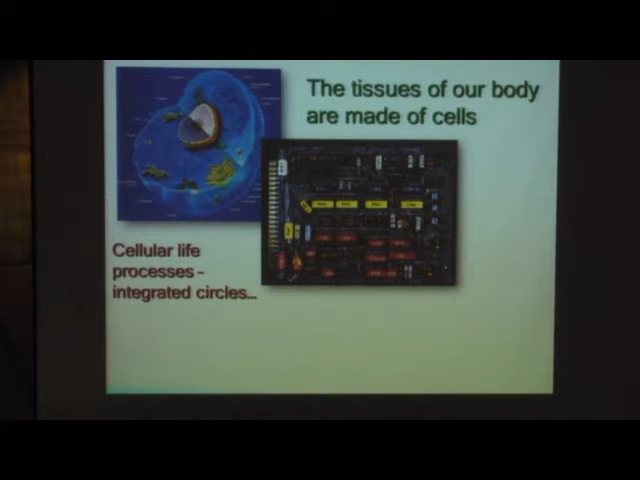 The tissues of our body
are made of cells
Cellular life
processes –
integrated circles...